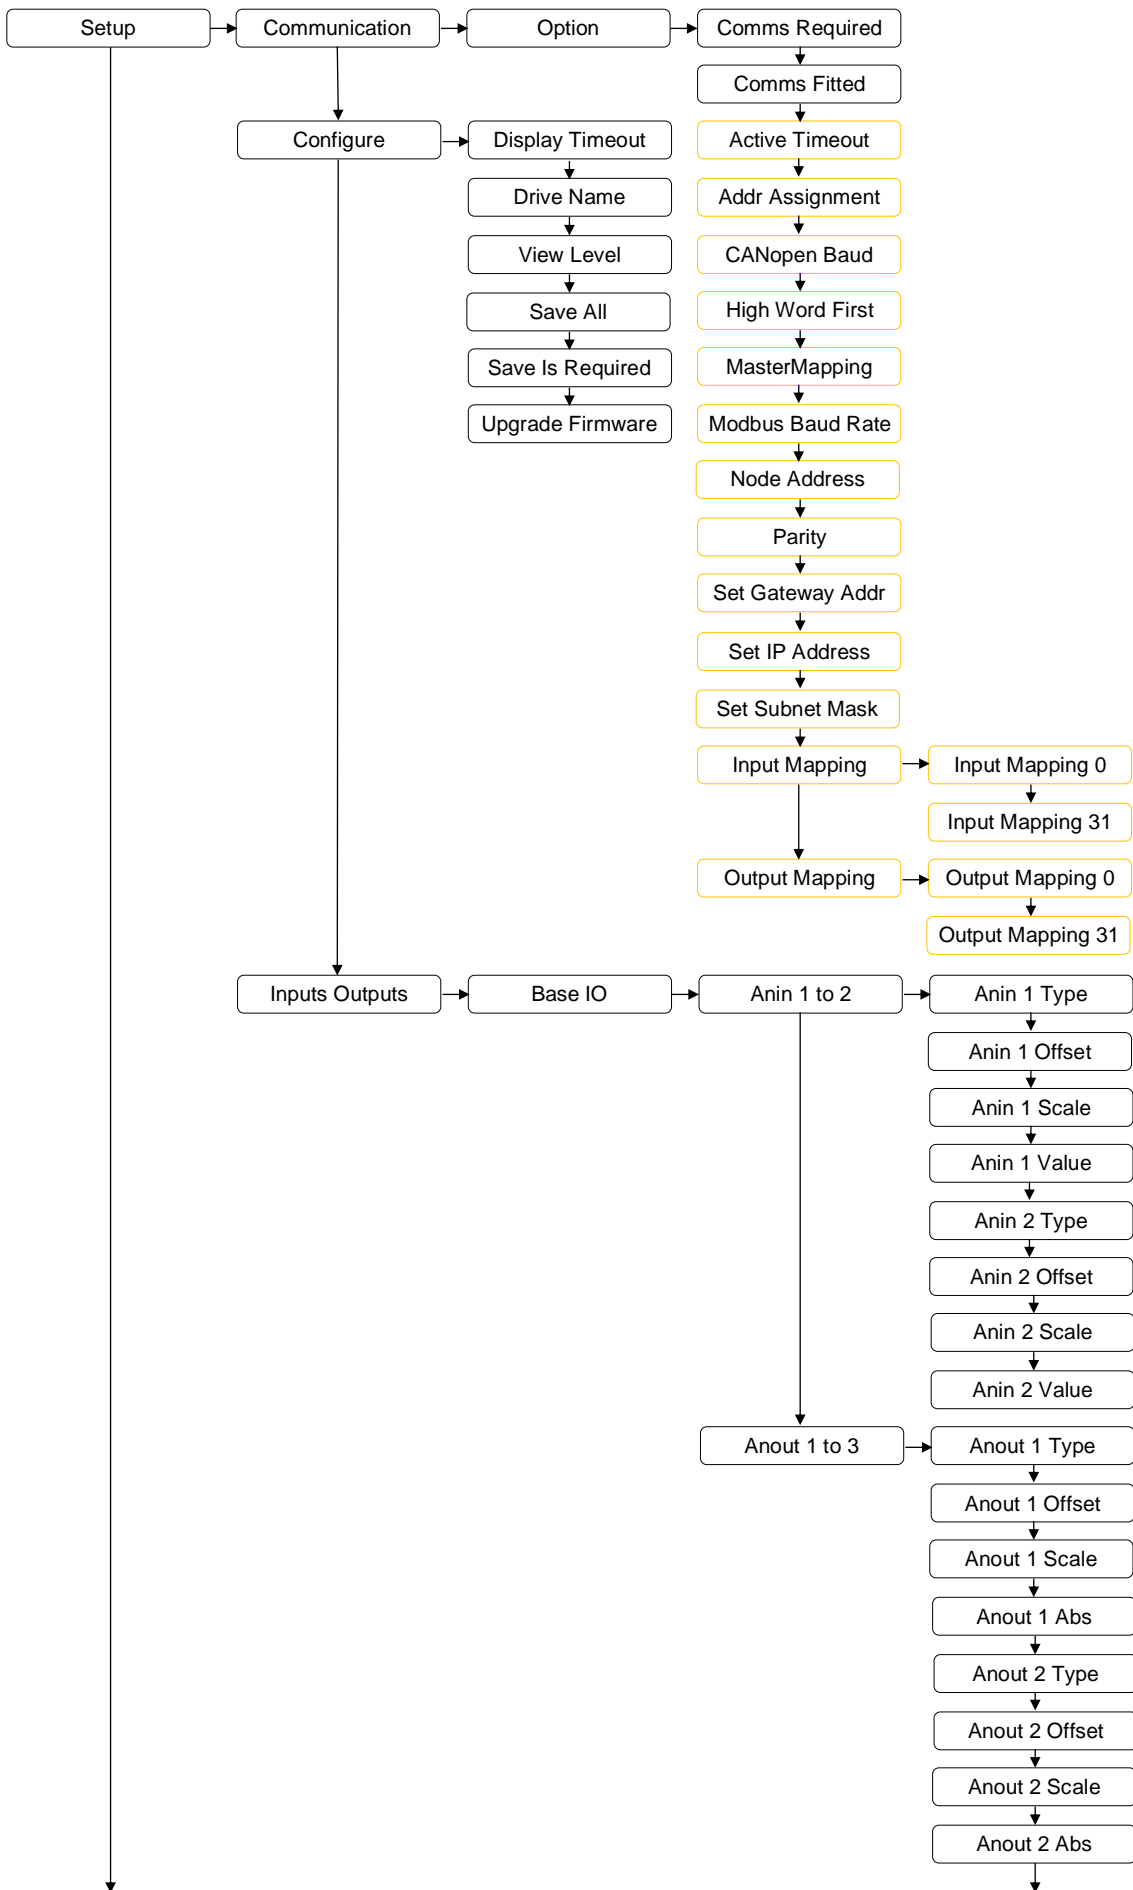 Setup
Communication
Option
Comms Required
Comms Fitted
Configure
Display Timeout
Active Timeout
Drive Name
Addr Assignment
View Level
CANopen Baud
Save All
High Word First
Save Is Required
MasterMapping
Upgrade Firmware
Modbus Baud Rate
Node Address
Parity
Set Gateway Addr
Set IP Address
Set Subnet Mask
Input Mapping
Input Mapping 0
Input Mapping 31
Output Mapping
Output Mapping 0
Output Mapping 31
Inputs Outputs
Base IO
Anin 1 to 2
Anin 1 Type
Anin 1 Offset
Anin 1 Scale
Anin 1 Value
Anin 2 Type
Anin 2 Offset
Anin 2 Scale
Anin 2 Value
Anout 1 to 3
Anout 1 Type
Anout 1 Offset
Anout 1 Scale
Anout 1 Abs
Anout 2 Type
Anout 2 Offset
Anout 2 Scale
Anout 2 Abs